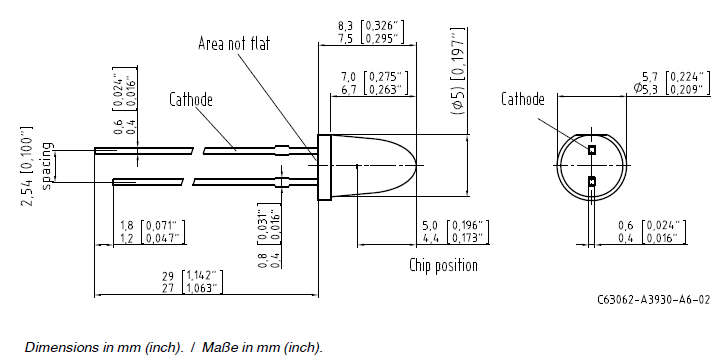 8,3 [0,326"]
7,5 [0,295"]
Area not flat
7,0 [0,275"]
6,7 [0,263"]
(ø5) [0,197"]
5,7 [0,224"]
ø5,3 [0,209"]
Cathode
Cathode
0,6 [0,024"]
0,4 [0,016"]
2,54 [0,100"]
spacing
1,8 [0,071"]
1,2 [0,047"]
0,8 [0,031"]
0,4 [0,016"]
5,0 [0,196"]
4,4 [0,173"]
Chip position
0,6 [0,024"]
0,4 [0,016"]
29 [1,142"]
27 [1,063"]
C63062-A3930-A6-02
Dimensions in mm (inch). / Maße in mm (inch).